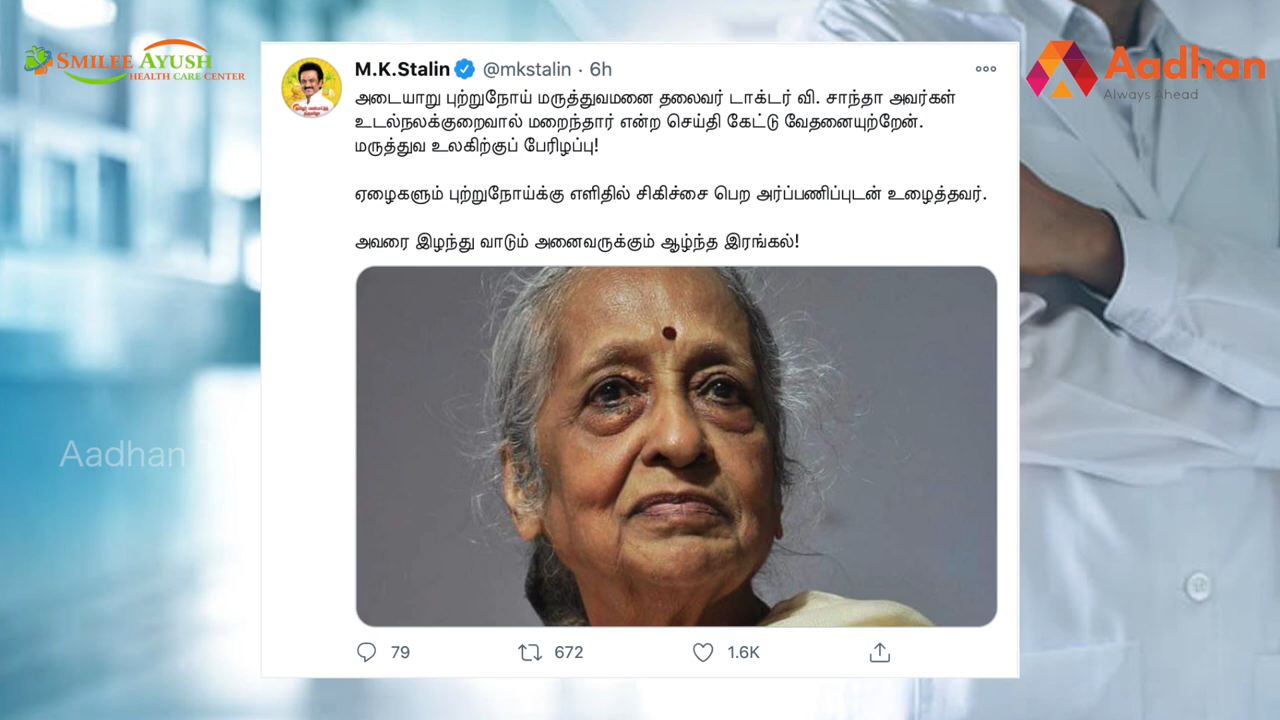 SMILEE AYUSH
HEALTH CARE CENTER
Aadhan
Always Ahead
M.K.Stalin @mkstalin · 6h
அடையாறு புற்றுநோய் மருத்துவமனை தலைவர் டாக்டர் வி. சாந்தா அவர்கள்
உடல்நலக்குறைவால் மறைந்தார் என்ற செய்தி கேட்டு வேதனையுற்றேன்.
மருத்துவ உலகிற்குப் பேரிழப்பு!
ஏழைகளும் புற்றுநோய்க்கு எளிதில் சிகிச்சை பெற அர்ப்பணிப்புடன் உழைத்தவர்.
அவரை இழந்து வாடும் அனைவருக்கும் ஆழ்ந்த இரங்கல்!
Aadhan
79 672 1.6K